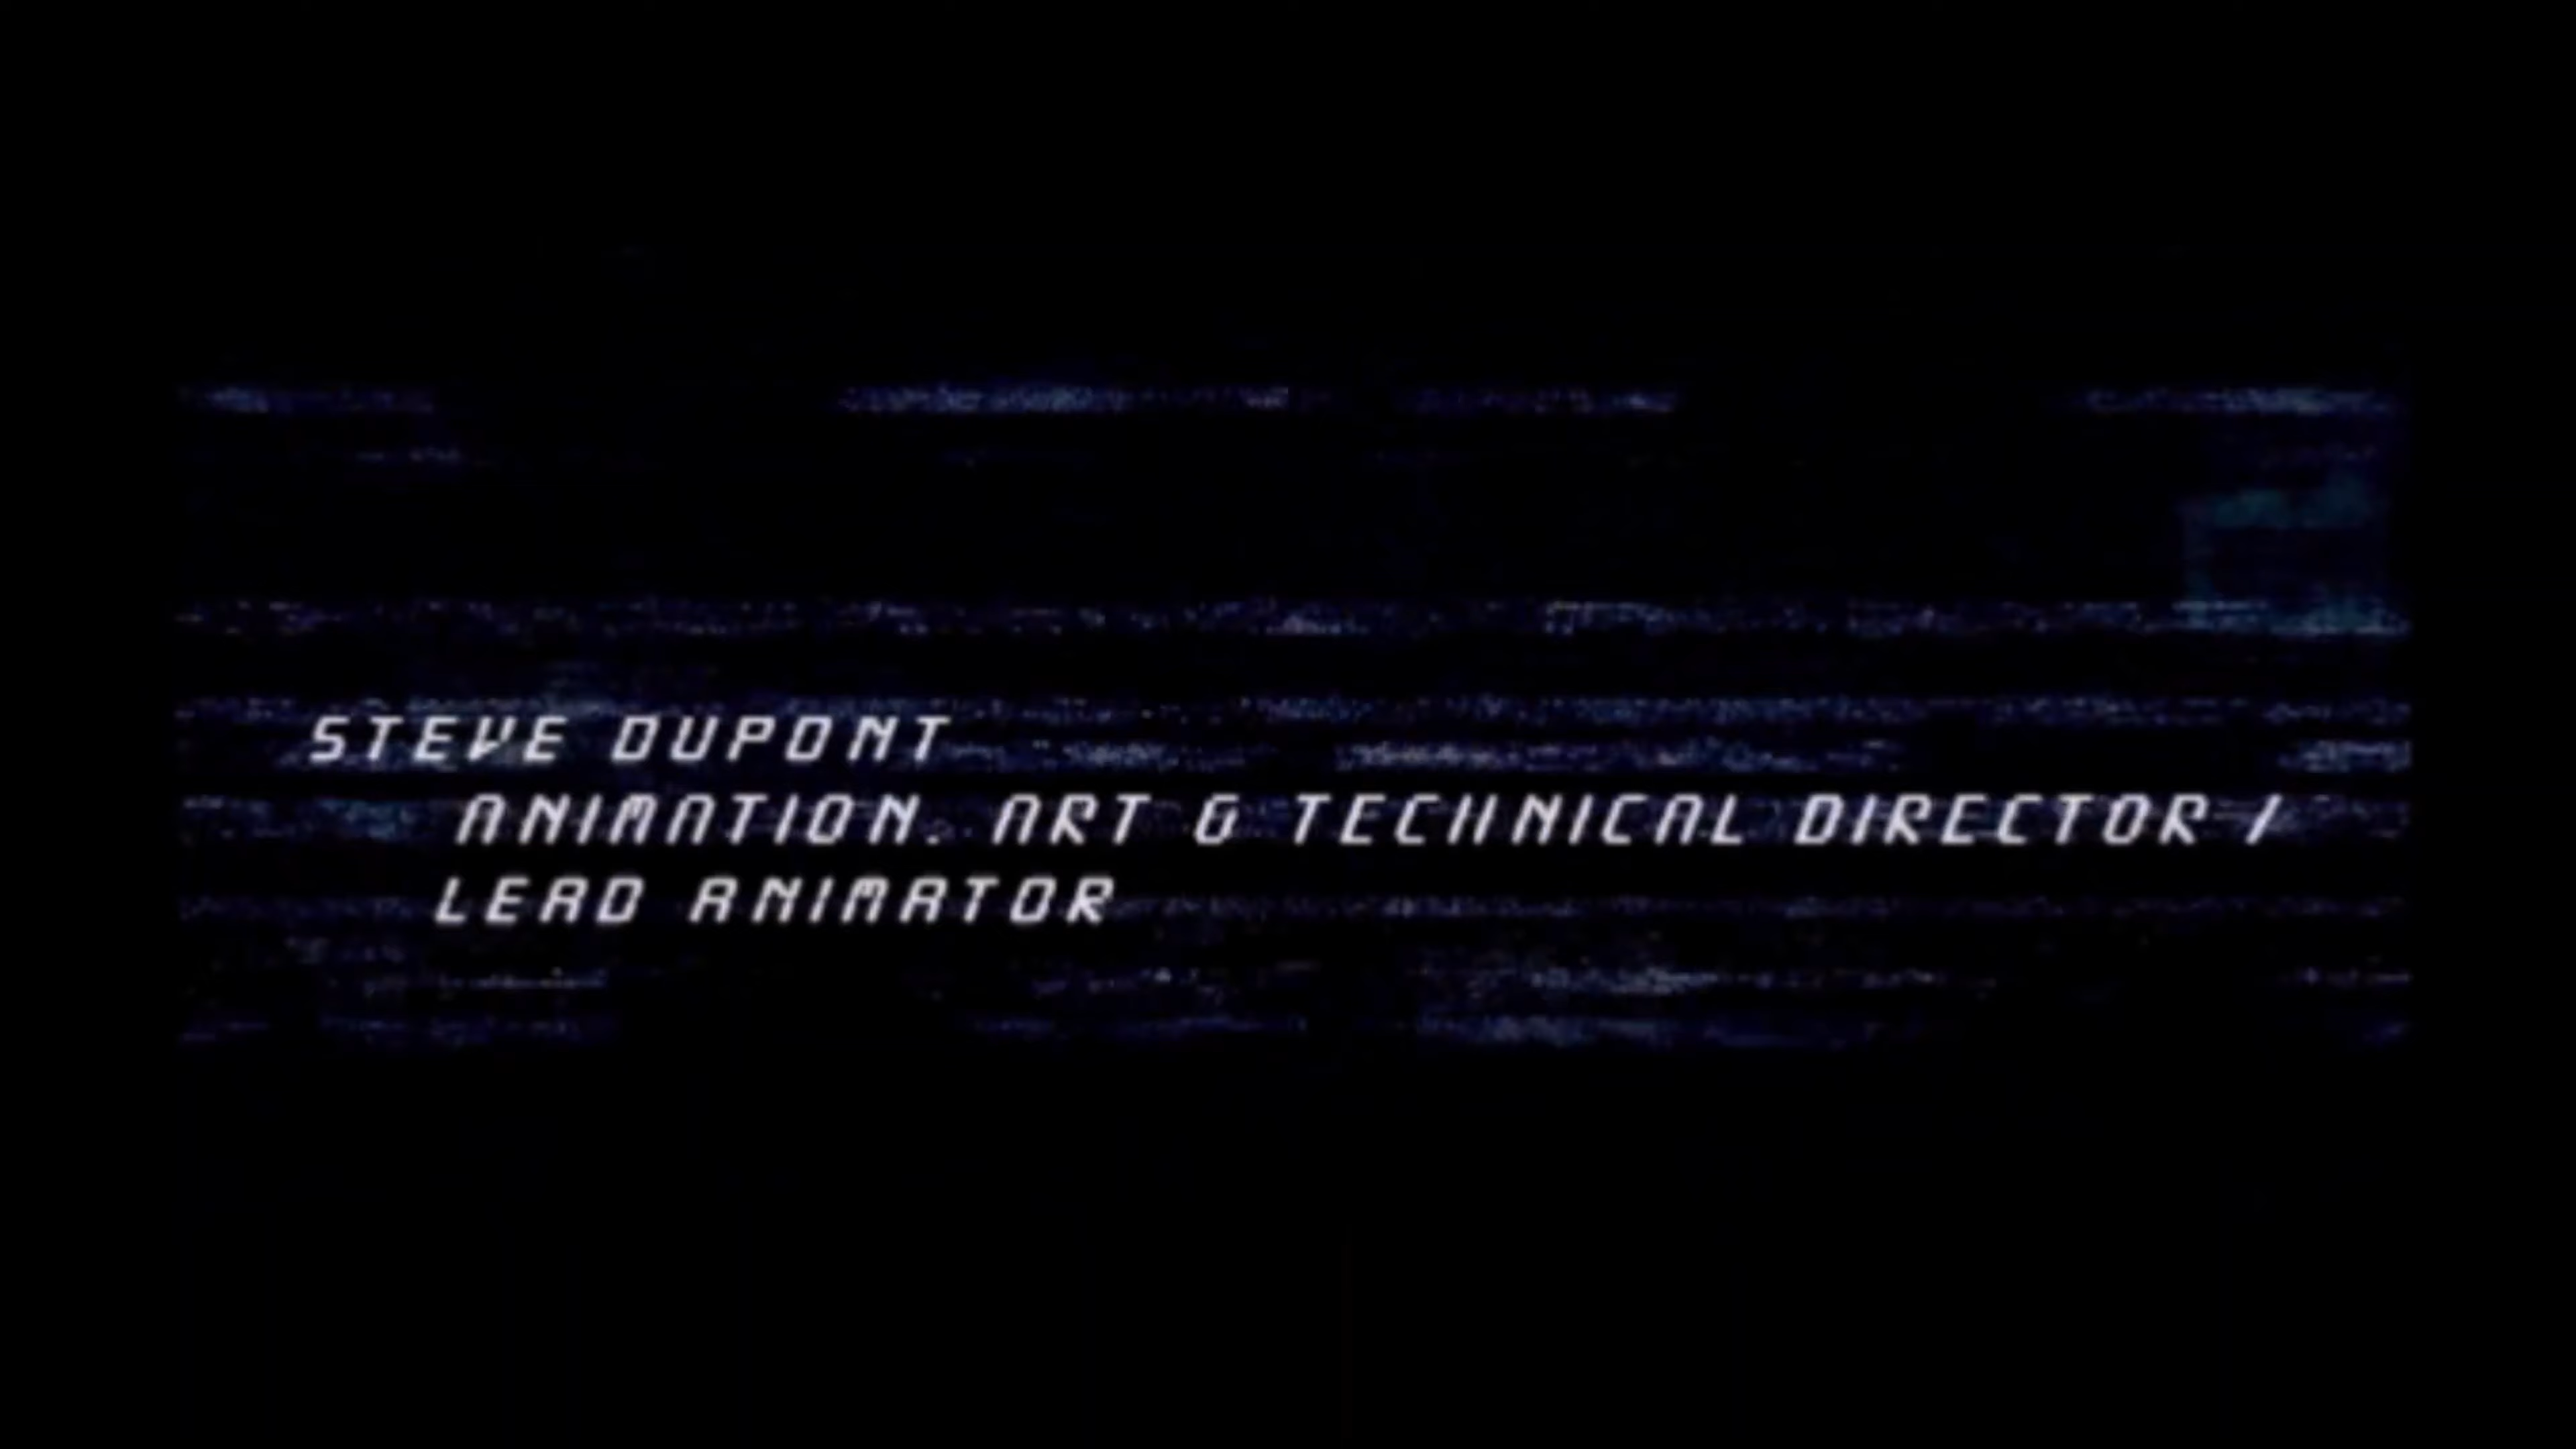 STEVE DUPONT
ANIMATION. ART & TECHNICAL DIRECTOR /
LEAD ANIMATOR